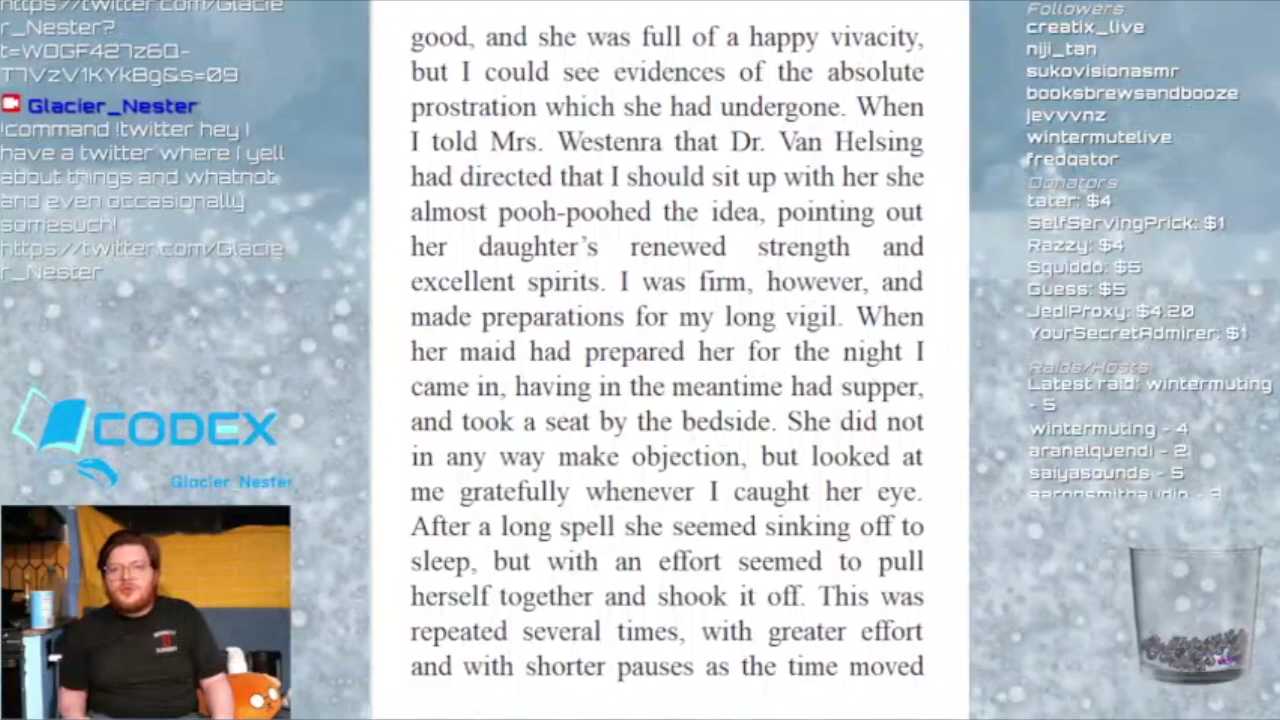 https://twitter.com/Glacie
r_Nester?
t=W0GF427z6Q-
T7VzV1KYkBg&s=09
Glacier_Nester
!command !twitter hey I
have a twitter where I yell
about things and whatnot
and even occasionally
somesuch!
https://twitter.com/Glacie
r_Nester
CODEX
Glacier_Nester
good, and she was full of a happy vivacity,
but I could see evidences of the absolute
prostration which she had undergone. When
I told Mrs. Westenra that Dr. Van Helsing
had directed that I should sit up with her she
almost pooh-poohed the idea, pointing out
her daughter’s renewed strength and
excellent spirits. I was firm, however, and
made preparations for my long vigil. When
her maid had prepared her for the night I
came in, having in the meantime had supper,
and took a seat by the bedside. She did not
in any way make objection, but looked at
me gratefully whenever I caught her eye.
After a long spell she seemed sinking off to
sleep, but with an effort seemed to pull
herself together and shook it off. This was
repeated several times, with greater effort
and with shorter pauses as the time moved
Followers
creatix_live
niji_tan
sukovisionasmr
booksbrewsandbooze
jevvvnz
wintermutelive
fredgator
Donators
tater: $4
SelfServingPrick: $1
Razzy: $4
Squiddo: $5
Guess: $5
JediProxy: $4.20
YourSecretAdmirer: $1
Raids/Hosts
Latest raid: wintermuting
- 5
wintermuting - 4
aranelquendi - 2
saiyasounds - 5
aaronsmithaudio - 3